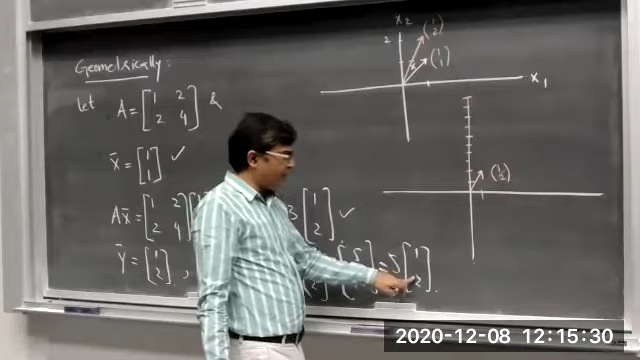 Geometrically:
let A = [1 2
2 4] &
X̄ = [1
1] ✓
AX̄ = [1 2
2 4] 3 [1
2] ✓
Ȳ = [1
2], = 5 [1
2].
x₂
2
(1
2)
(1
1)
x₁
(1
2)
2020-12-08 12:15:30